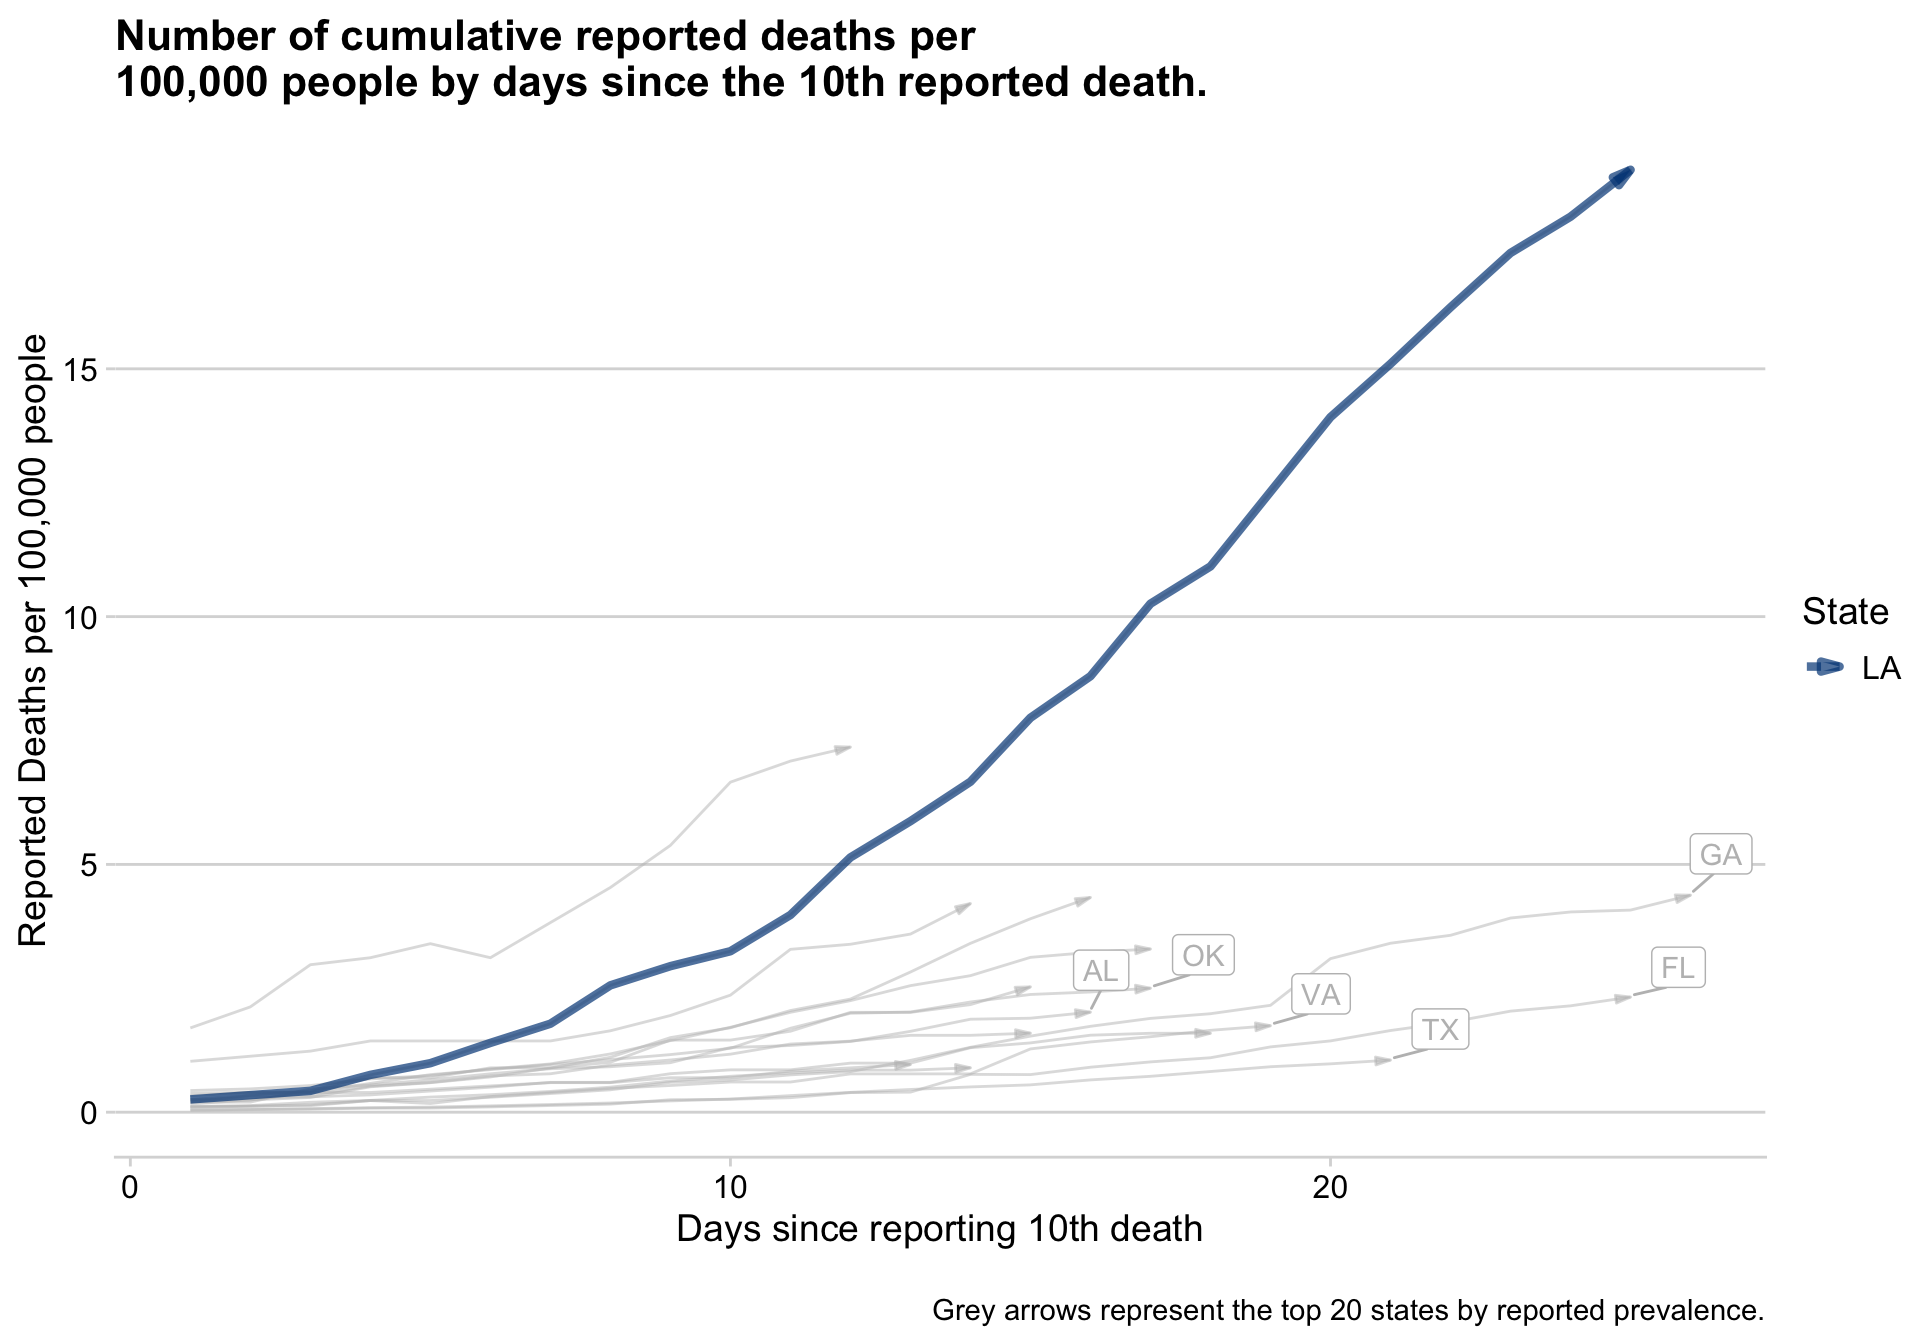 Number of cumulative reported deaths per
100,000 people by days since the 10th reported death.
Reported Deaths per 100,000 people
15
10
5
0
GA
FL
OK
AL
VA
TX
State
LA
0
10
20
Days since reporting 10th death
Grey arrows represent the top 20 states by reported prevalence.